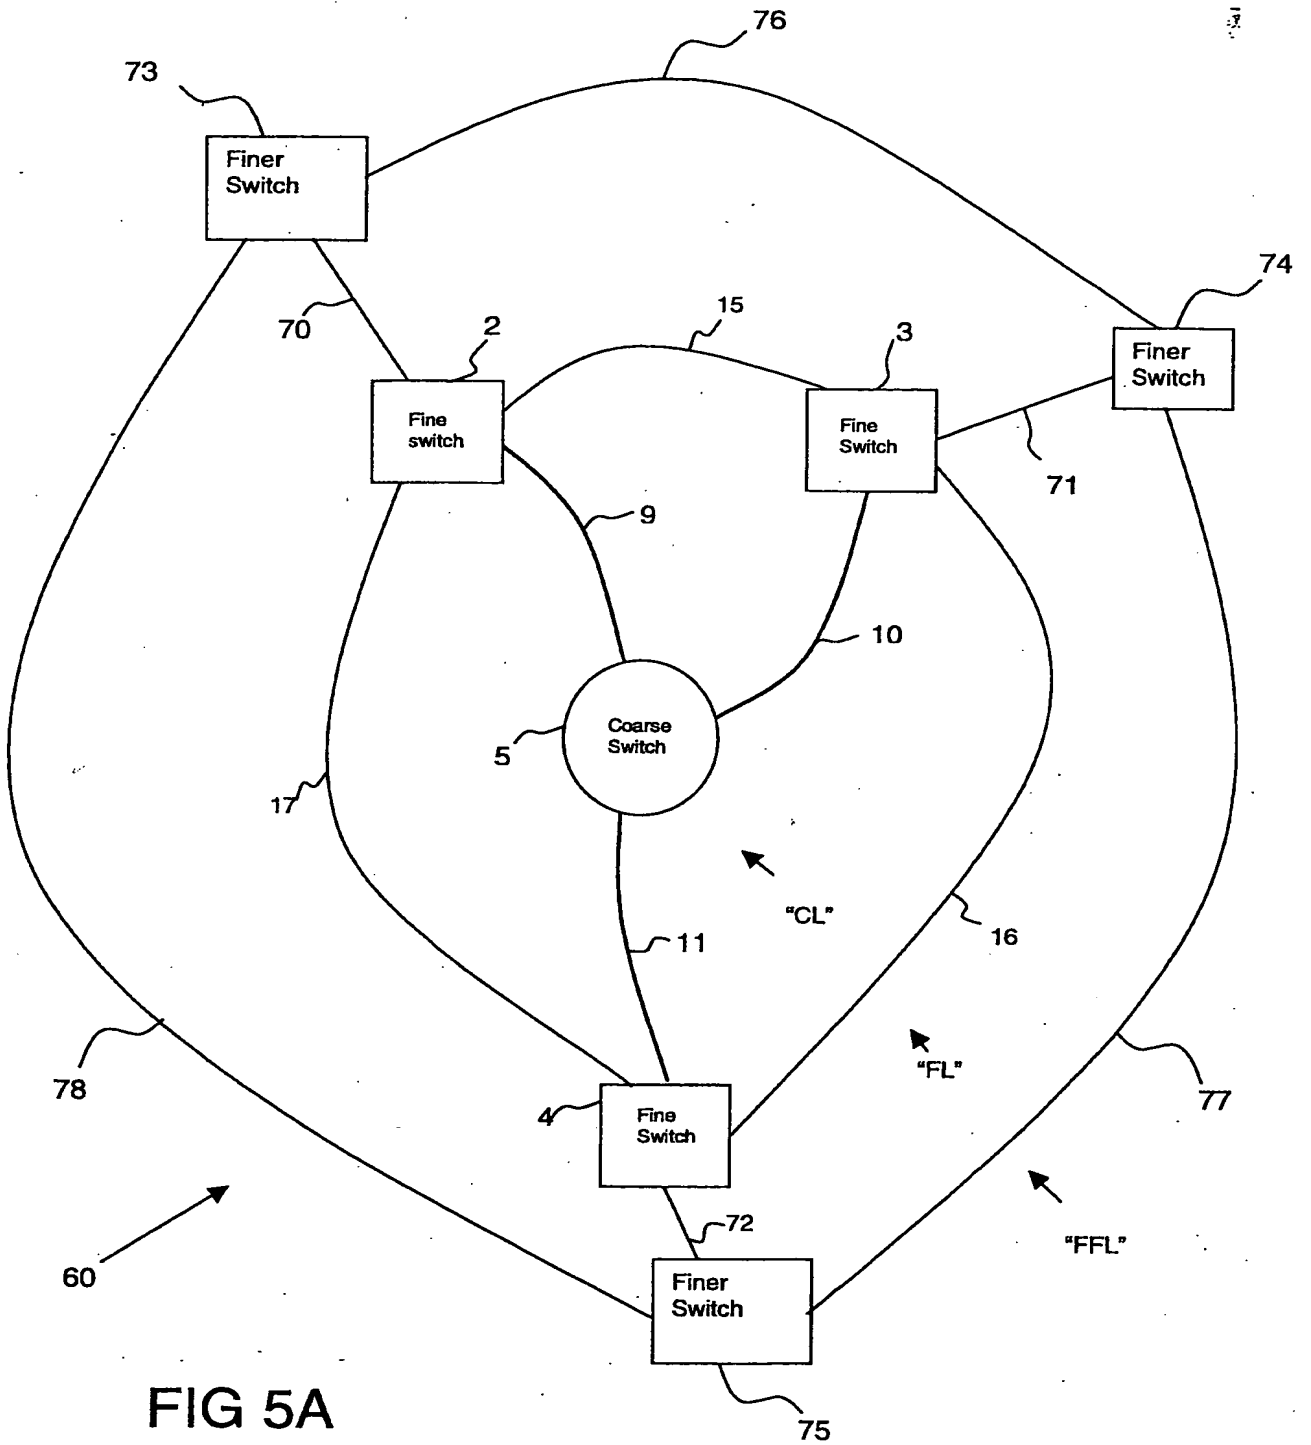 76
73
Finer
Switch
74
70
2
15
3
Finer
Switch
Fine
switch
Fine
Switch
71
9
10
5
Coarse
Switch
17
"CL"
11
16
"FL"
78
77
4
Fine
Switch
72
"FFL"
60
Finer
Switch
FIG 5A
75